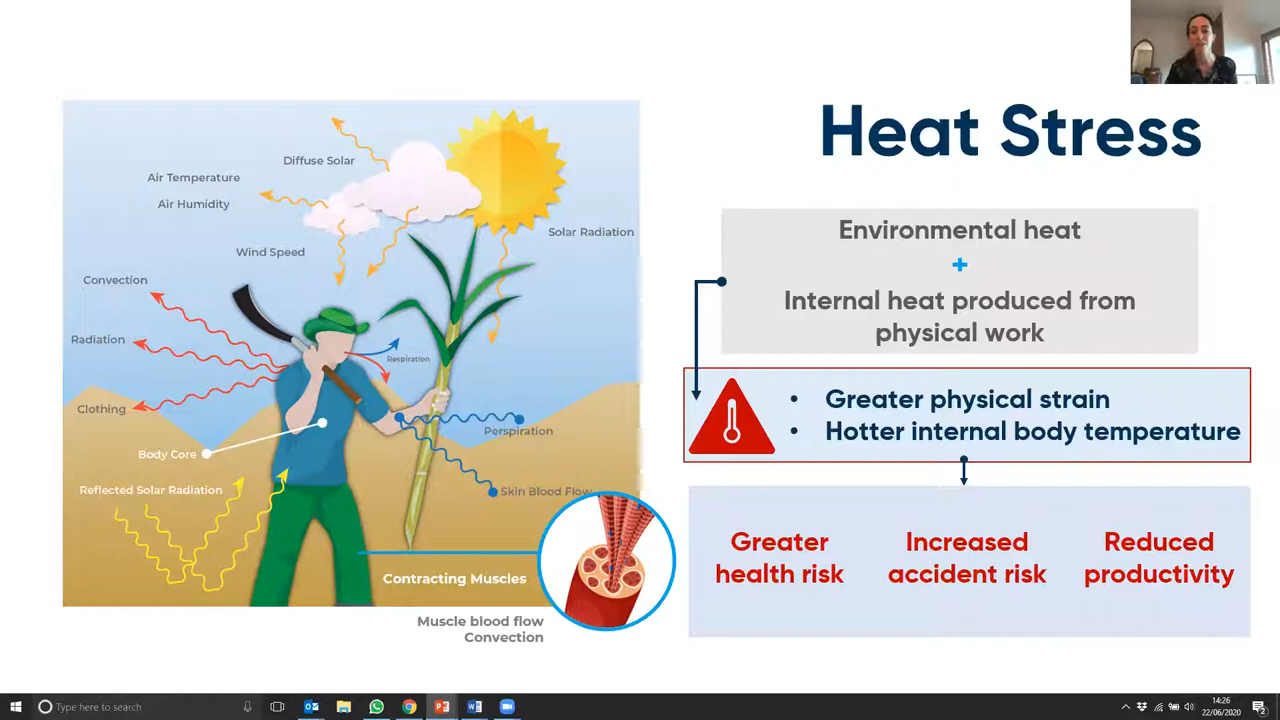 Heat Stress
Diffuse Solar
Air Temperature
Air Humidity
Wind Speed
Solar Radiation
Convection
Radiation
Clothing
Respiration
Perspiration
Body Core
Reflected Solar Radiation
Skin Blood Flow
Contracting Muscles
Muscle blood flow
Convection
Environmental heat
+
Internal heat produced from
physical work
• Greater physical strain
• Hotter internal body temperature
Greater
health risk
Increased
accident risk
Reduced
productivity
Type here to search
14:26
22/06/2020